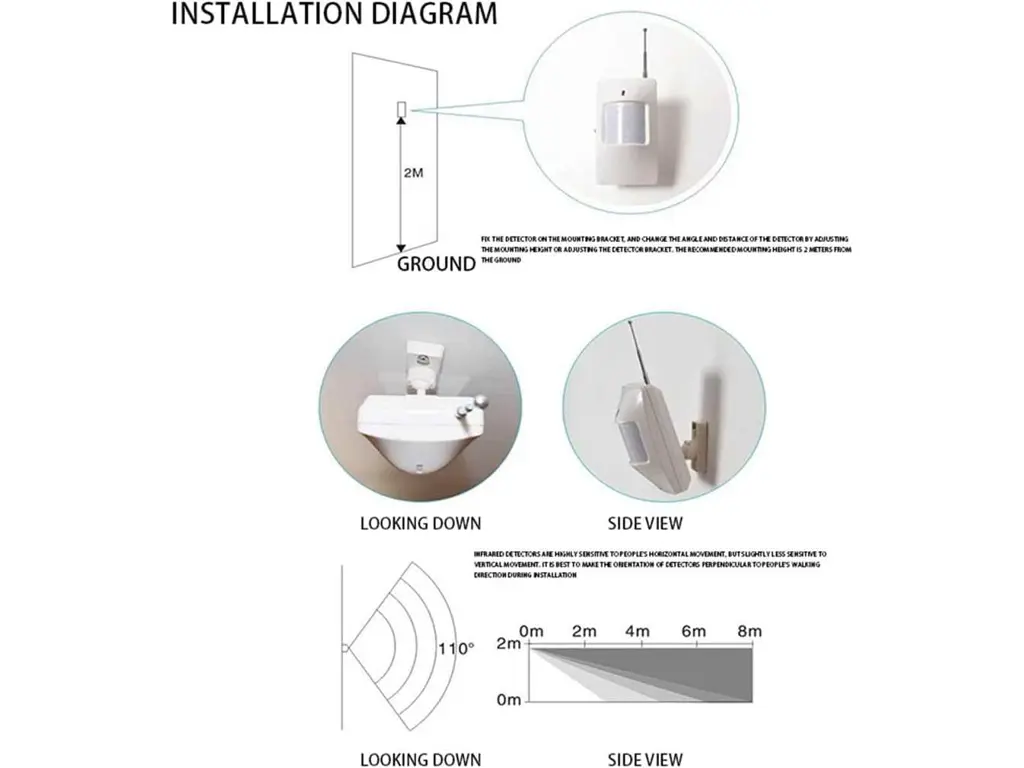 INSTALLATION DIAGRAM
2M
GROUND
FIX THE DETECTOR ON THE MOUNTING BRACKET, AND CHANGE THE ANGLE AND DISTANCE OF THE DETECTOR BY ADJUSTING
THE MOUNTING HEIGHT OR ADJUSTING THE DETECTOR BRACKET. THE RECOMMENDED MOUNTING HEIGHT IS 2 METERS FROM
THE GROUND
LOOKING DOWN
SIDE VIEW
INFRARED DETECTORS ARE HIGHLY SENSITIVE TO PEOPLE'S HORIZONTAL MOVEMENT, BUT SLIGHTLY LESS SENSITIVE TO
VERTICAL MOVEMENT. IT IS BEST TO MAKE THE ORIENTATION OF DETECTORS PERPENDICULAR TO PEOPLE'S WALKING
DIRECTION DURING INSTALLATION
110°
0m 2m 4m 6m 8m
2m
0m
LOOKING DOWN
SIDE VIEW